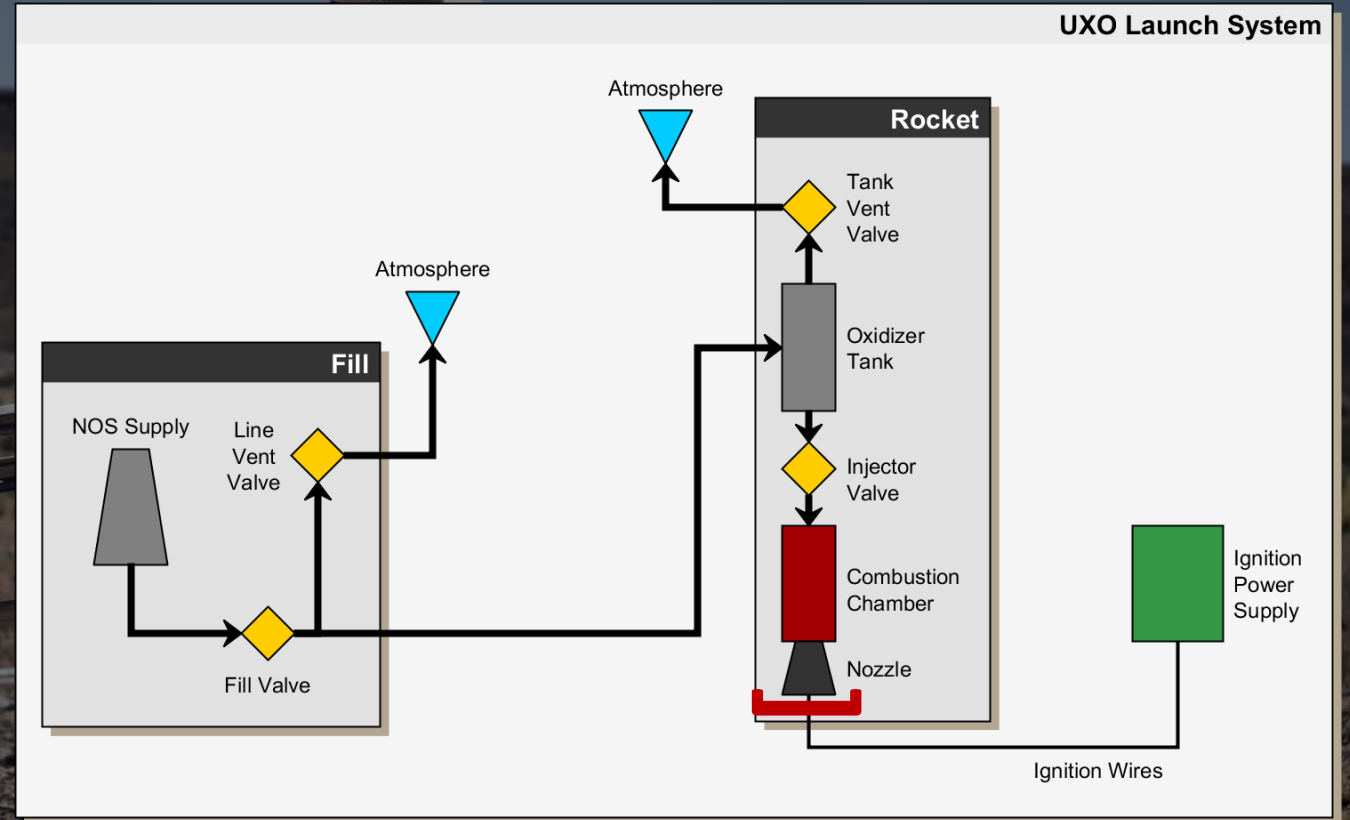 UXO Launch System
Atmosphere
Rocket
Tank
Vent
Valve
Atmosphere
Oxidizer
Tank
Fill
NOS Supply
Line
Vent
Valve
Injector
Valve
Combustion
Chamber
Ignition
Power
Supply
Nozzle
Fill Valve
Ignition Wires